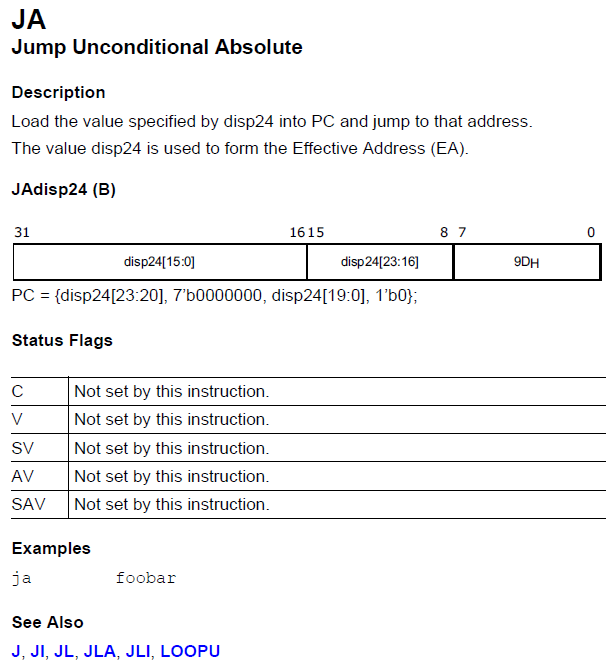 JA
Jump Unconditional Absolute
Description
Load the value specified by disp24 into PC and jump to that address.
The value disp24 is used to form the Effective Address (EA).
JAdisp24 (B)
31 16 15 8 7 0
disp24[15:0] disp24[23:16] 9DH
PC = {disp24[23:20], 7’b0000000, disp24[19:0], 1’b0};
Status Flags
C Not set by this instruction.
V Not set by this instruction.
SV Not set by this instruction.
AV Not set by this instruction.
SAV Not set by this instruction.
Examples
ja foobar
See Also
J, JI, JL, JLA, JLI, LOOPU